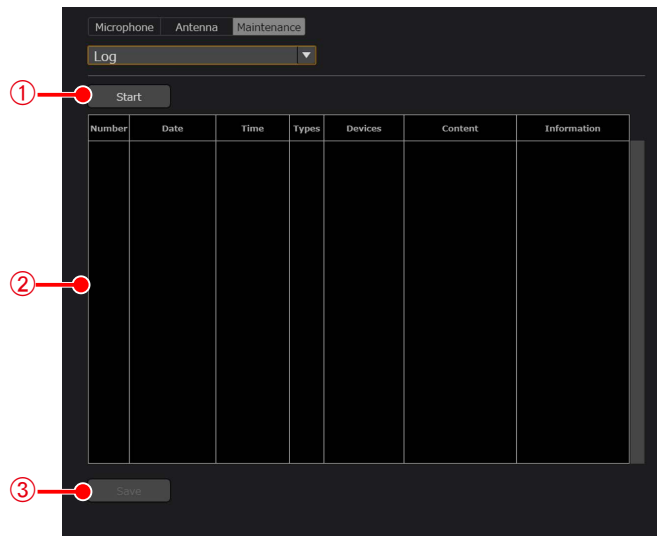 Microphone Antenna Maintenance
Log
① Start
Number Date Time Types Devices Content Information
②
③ Save